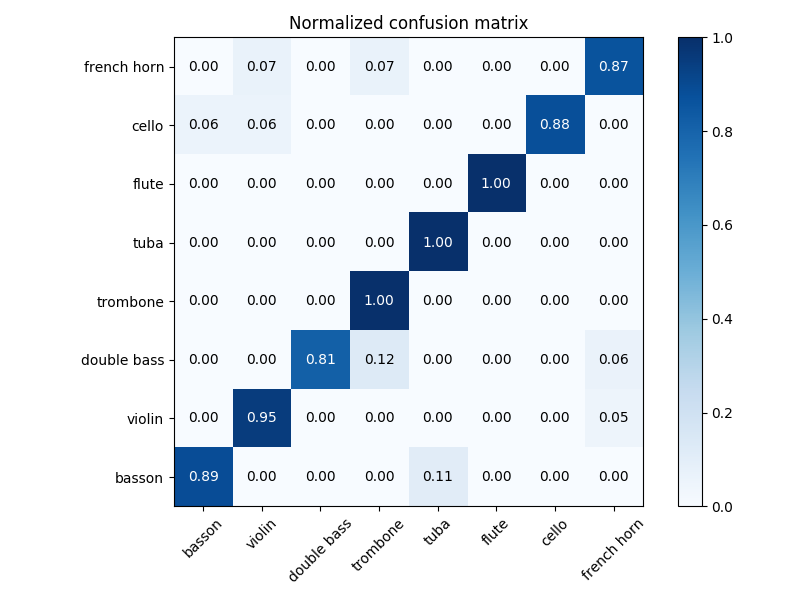 Normalized confusion matrix
french horn 0.00 0.07 0.00 0.07 0.00 0.00 0.00 0.87
cello 0.06 0.06 0.00 0.00 0.00 0.00 0.88 0.00
flute 0.00 0.00 0.00 0.00 0.00 1.00 0.00 0.00
tuba 0.00 0.00 0.00 0.00 1.00 0.00 0.00 0.00
trombone 0.00 0.00 0.00 1.00 0.00 0.00 0.00 0.00
double bass 0.00 0.00 0.81 0.12 0.00 0.00 0.00 0.06
violin 0.00 0.95 0.00 0.00 0.00 0.00 0.00 0.05
basson 0.89 0.00 0.00 0.00 0.11 0.00 0.00 0.00
basson violin double bass trombone tuba flute cello french horn
1.0
0.8
0.6
0.4
0.2
0.0